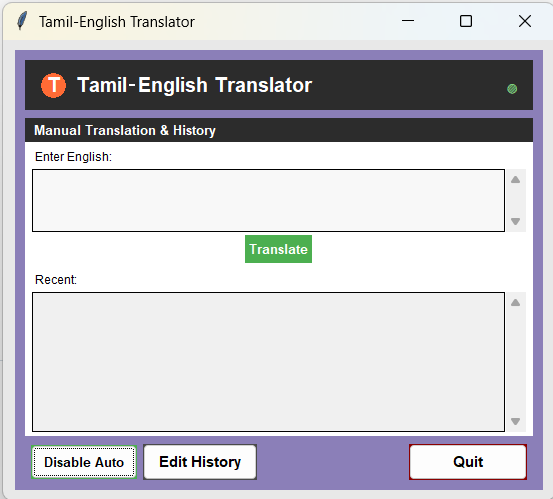 Tamil-English Translator
T Tamil-English Translator
Manual Translation & History
Enter English:
Translate
Recent:
Disable Auto Edit History Quit